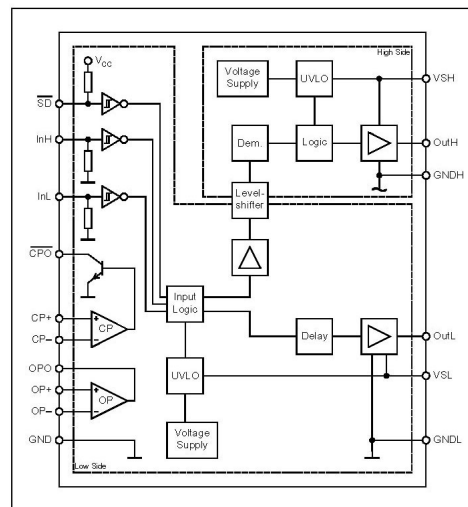 High Side
VCC
Voltage Supply
UVLO
VSH
SD
InH
Dem.
Logic
OutH
GNDH
InL
Level-shifter
CPO
Input Logic
CP+
CP
CP−
Delay
OutL
OPO
UVLO
VSL
OP+
OP
OP−
GND
Voltage Supply
GNDL
Low Side